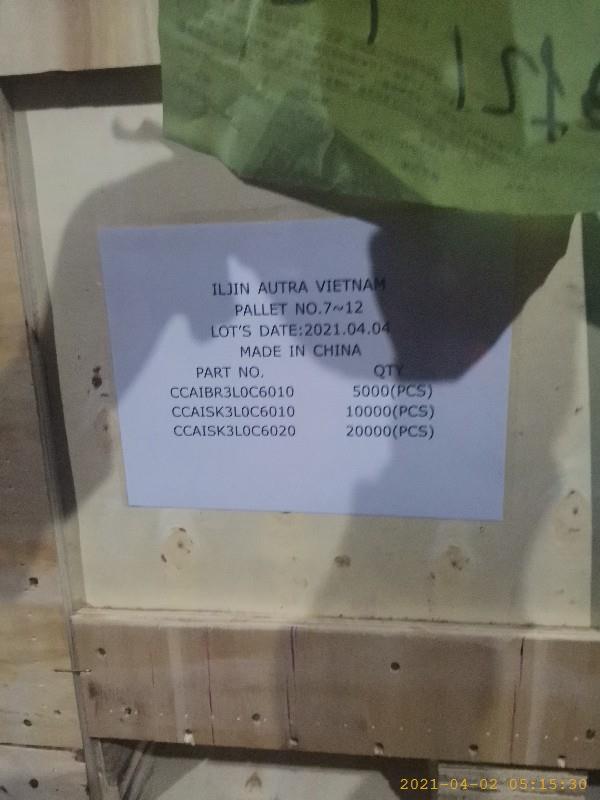 ILJIN AUTRA VIETNAM
PALLET NO.7~12
LOT'S DATE:2021.04.04
MADE IN CHINA
PART NO. QTY
CCAIBR3L0C6010 5000(PCS)
CCAISK3L0C6010 10000(PCS)
CCAISK3L0C6020 20000(PCS)
2021-04-02 05:15:30